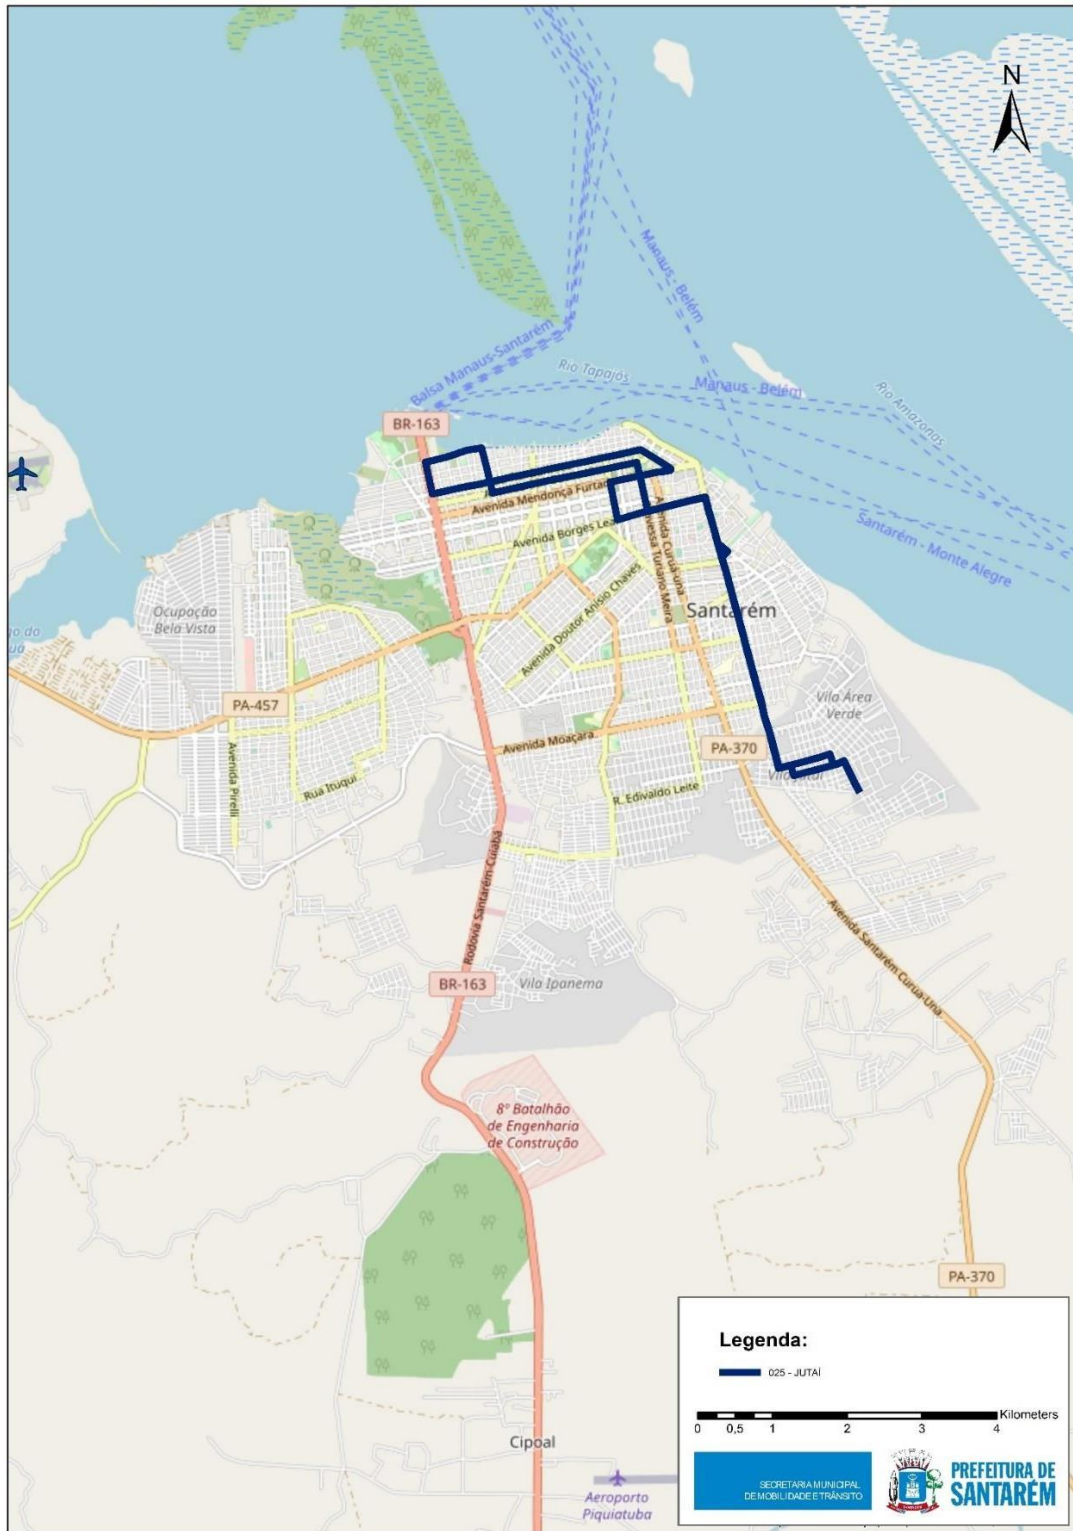 N
Manaus - Belém
Balsa Manaus-Santarém
Rio Tapajós
Manaus - Belém
Rio Amazonas
BR-163
Avenida Mendonça Furtad
Avenida Borges Lea
Avenida Curuá-una
Travessa Turiano Meira
Santarém - Monte Alegre
Avenida Doutor Anísio Chaves
Santarém
Ocupação
Bela Vista
Vila Área
Verde
PA-457
Avenida Moaçara
PA-370
Avenida Pirelli
Rua Ituqui
R. Edivaldo Leite
Rodovia Santarém-Cuiabá
Avenida Santarém Curuá-Una
BR-163
Vila Ipanema
8º Batalhão
de Engenharia
de Construção
PA-370
Legenda:
025 - JUTAÍ
Kilometers
0 0,5 1 2 3 4
Cipoal
Aeroporto
Piquiatuba
SECRETARIA MUNICIPAL
DE MOBILIDADE E TRÂNSITO
PREFEITURA DE
SANTARÉM